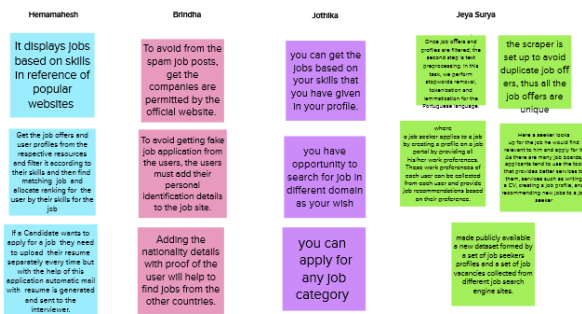 Hemamahesh
Brindha
Jothika
Jeya Surya
It displays jobs
based on skills
in reference of
popular
websites
Get the job offers and
user profiles from the
respective resources
and filter it according to
their skills and then find
matching job and
allocate ranking for the
user by their skills for the
job
If a Candidate wants to
apply for a job they need
to upload their resume
separately every time but
with the help of this
application automatic mail
with resume is generated
and sent to the
interviewer.
To avoid from the
spam job posts,
get the
companies are
permitted by the
official website.
To avoid getting fake
job application from
the users, the users
must add their
personal
identification details
to the job site.
Adding the
nationality details
with proof of the
user will help to
find jobs from the
other countries.
you can get the
jobs based on
your skills that
you have given
in your profile.
you have
opportunity to
search for job in
different domain
as your wish
you can
apply for
any job
category
Once job offers and
profiles are filtered, the
second step is text
preprocessing. In this
task, we perform
stopwords removal,
tokenization and
lemmatization for the
Portuguese language
the scraper is
set up to avoid
duplicate job off
ers, thus all the
job offers are
unique
where
a job seeker applies to a job
by creating a profile on a job
portal by providing all
his/her work preferences.
These work preferences of
each user can be collected
from each user and provide
job recommendations based
on their preference.
Here a seeker looks
up for the job he would find
relevant to him and apply for it.
As there are many job boards,
applicants tend to use the tool
that provides better services to
them, services such as writing
a CV, creating a job profile, and
recommending new jobs to a job
seeker
made publicly available
a new dataset formed by
a set of job seekers
profiles and a set of job
vacancies collected from
different job search
engine sites.